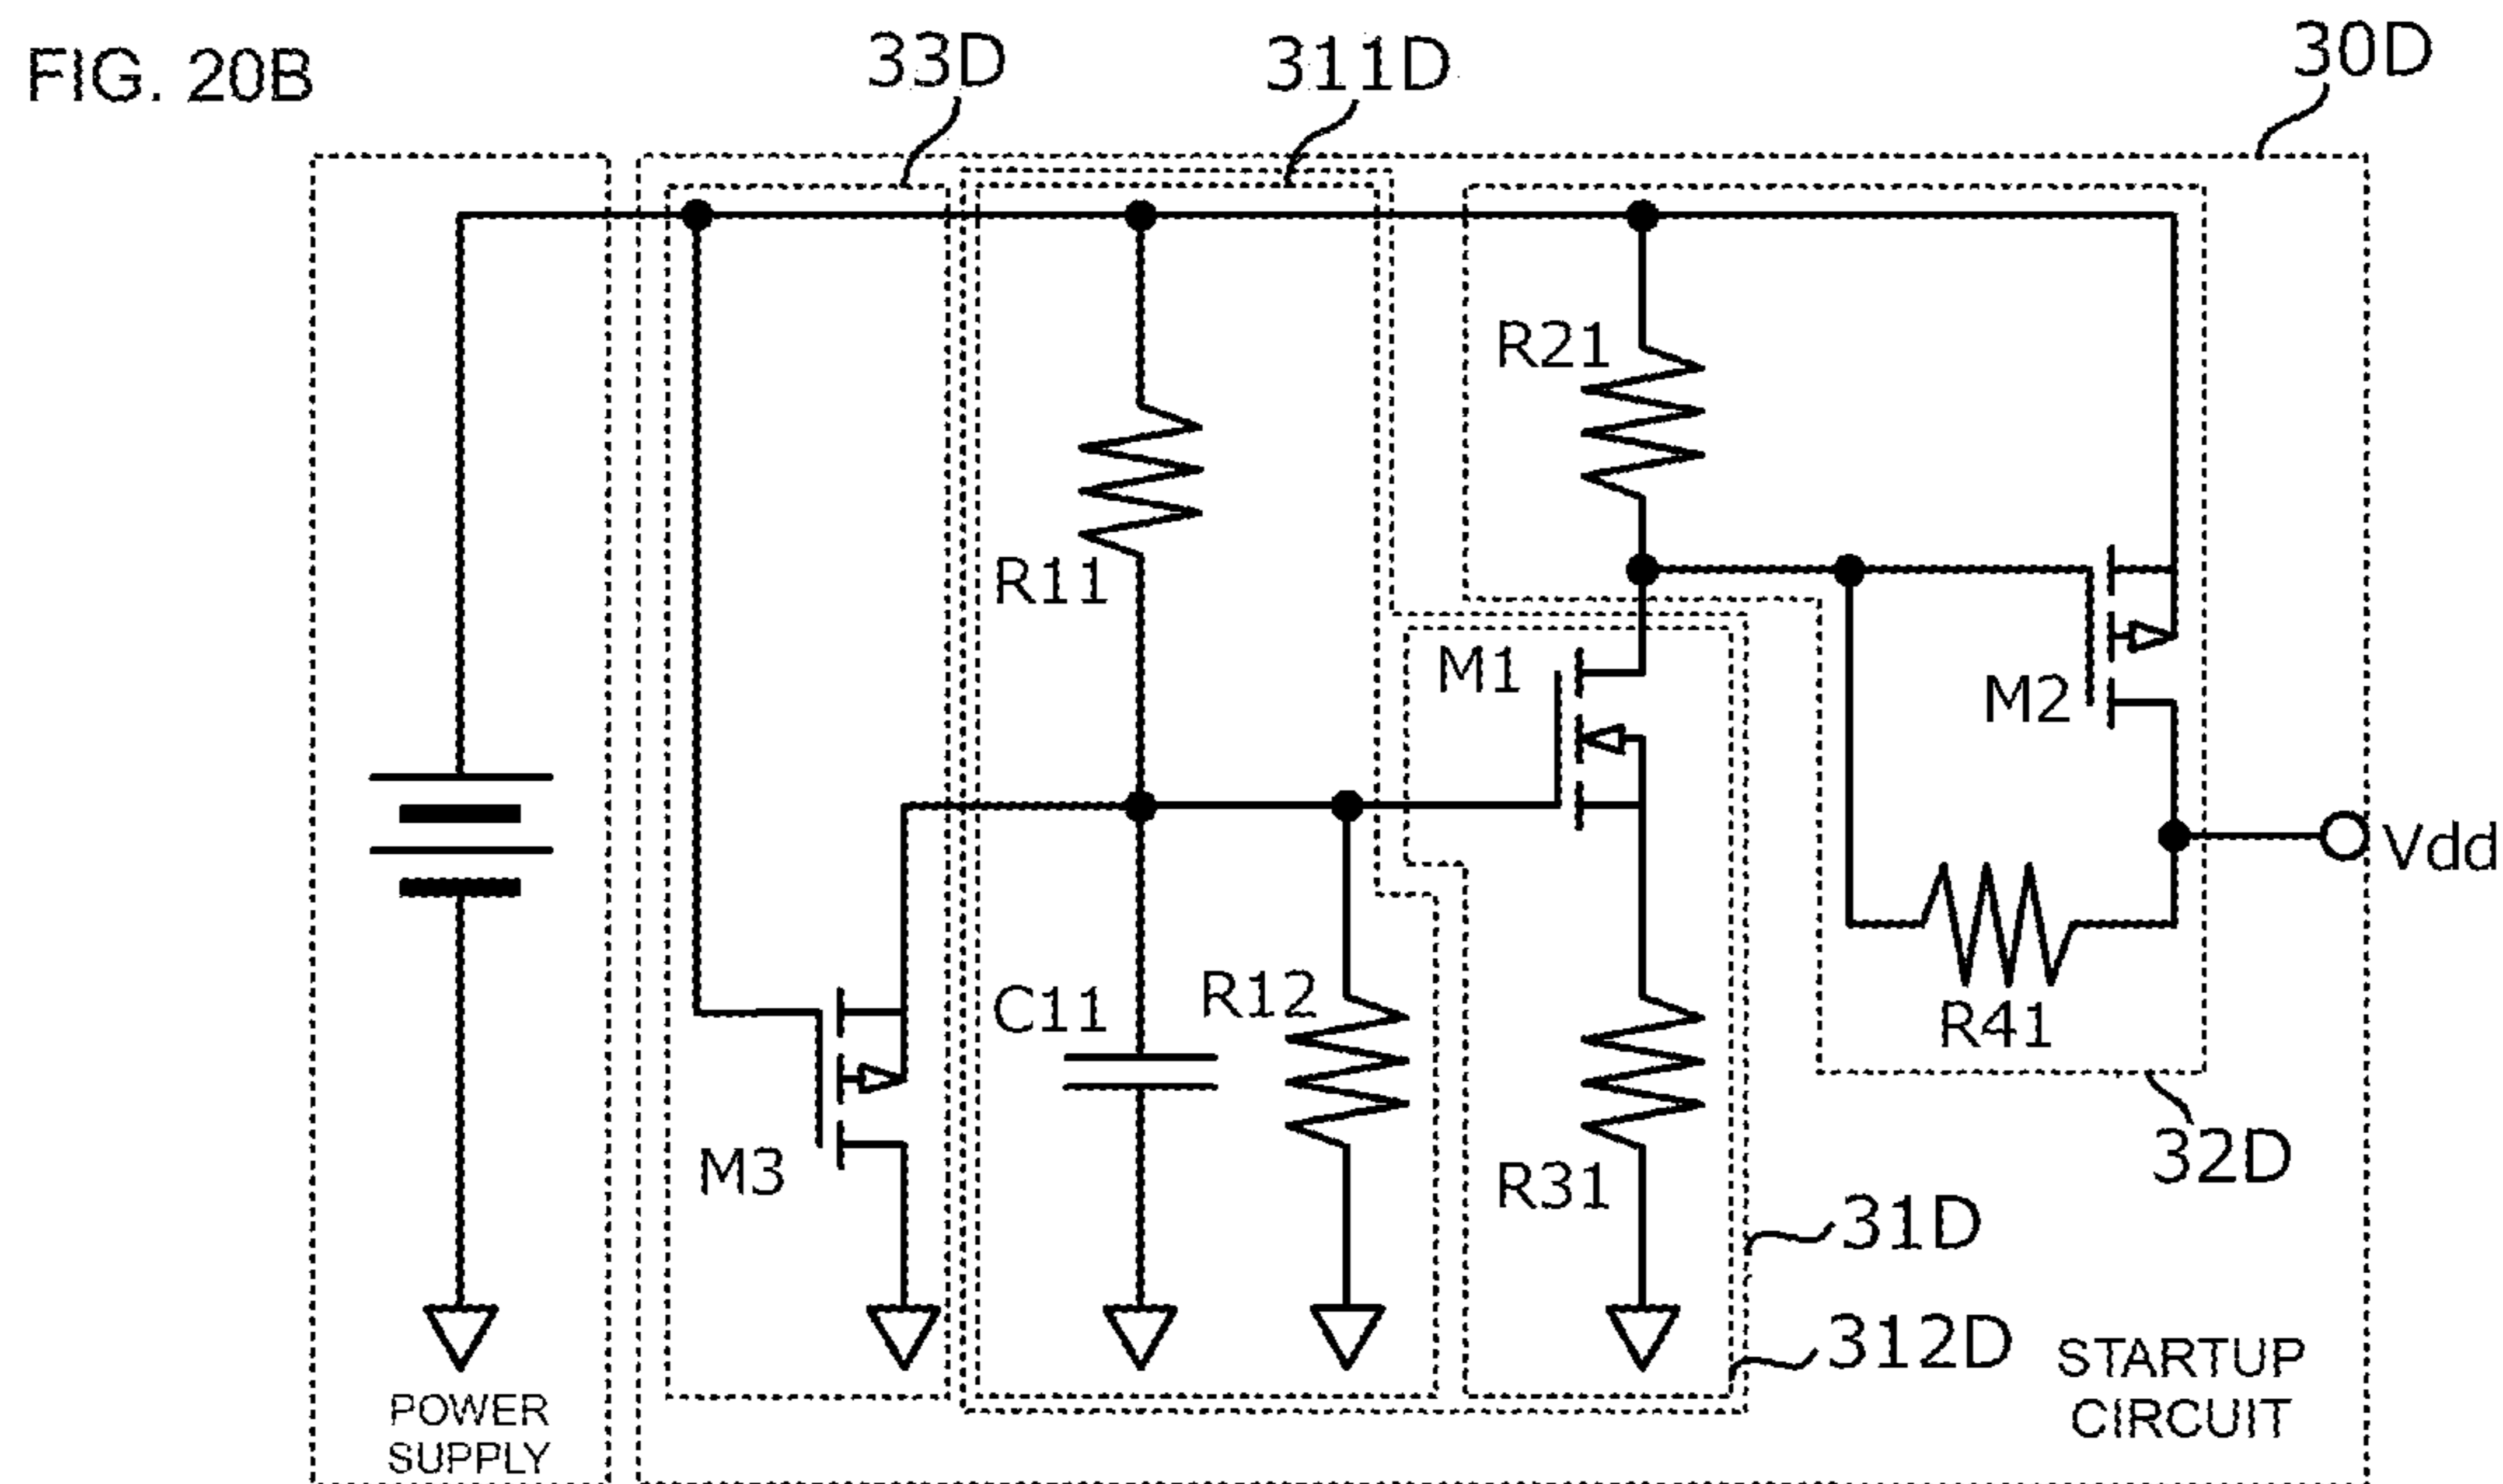 FIG. 20B
33D
311D
30D
R21
R11
M1
M2
Vdd
C11
R12
R41
M3
R31
32D
31D
312D
STARTUP
CIRCUIT
POWER
SUPPLY